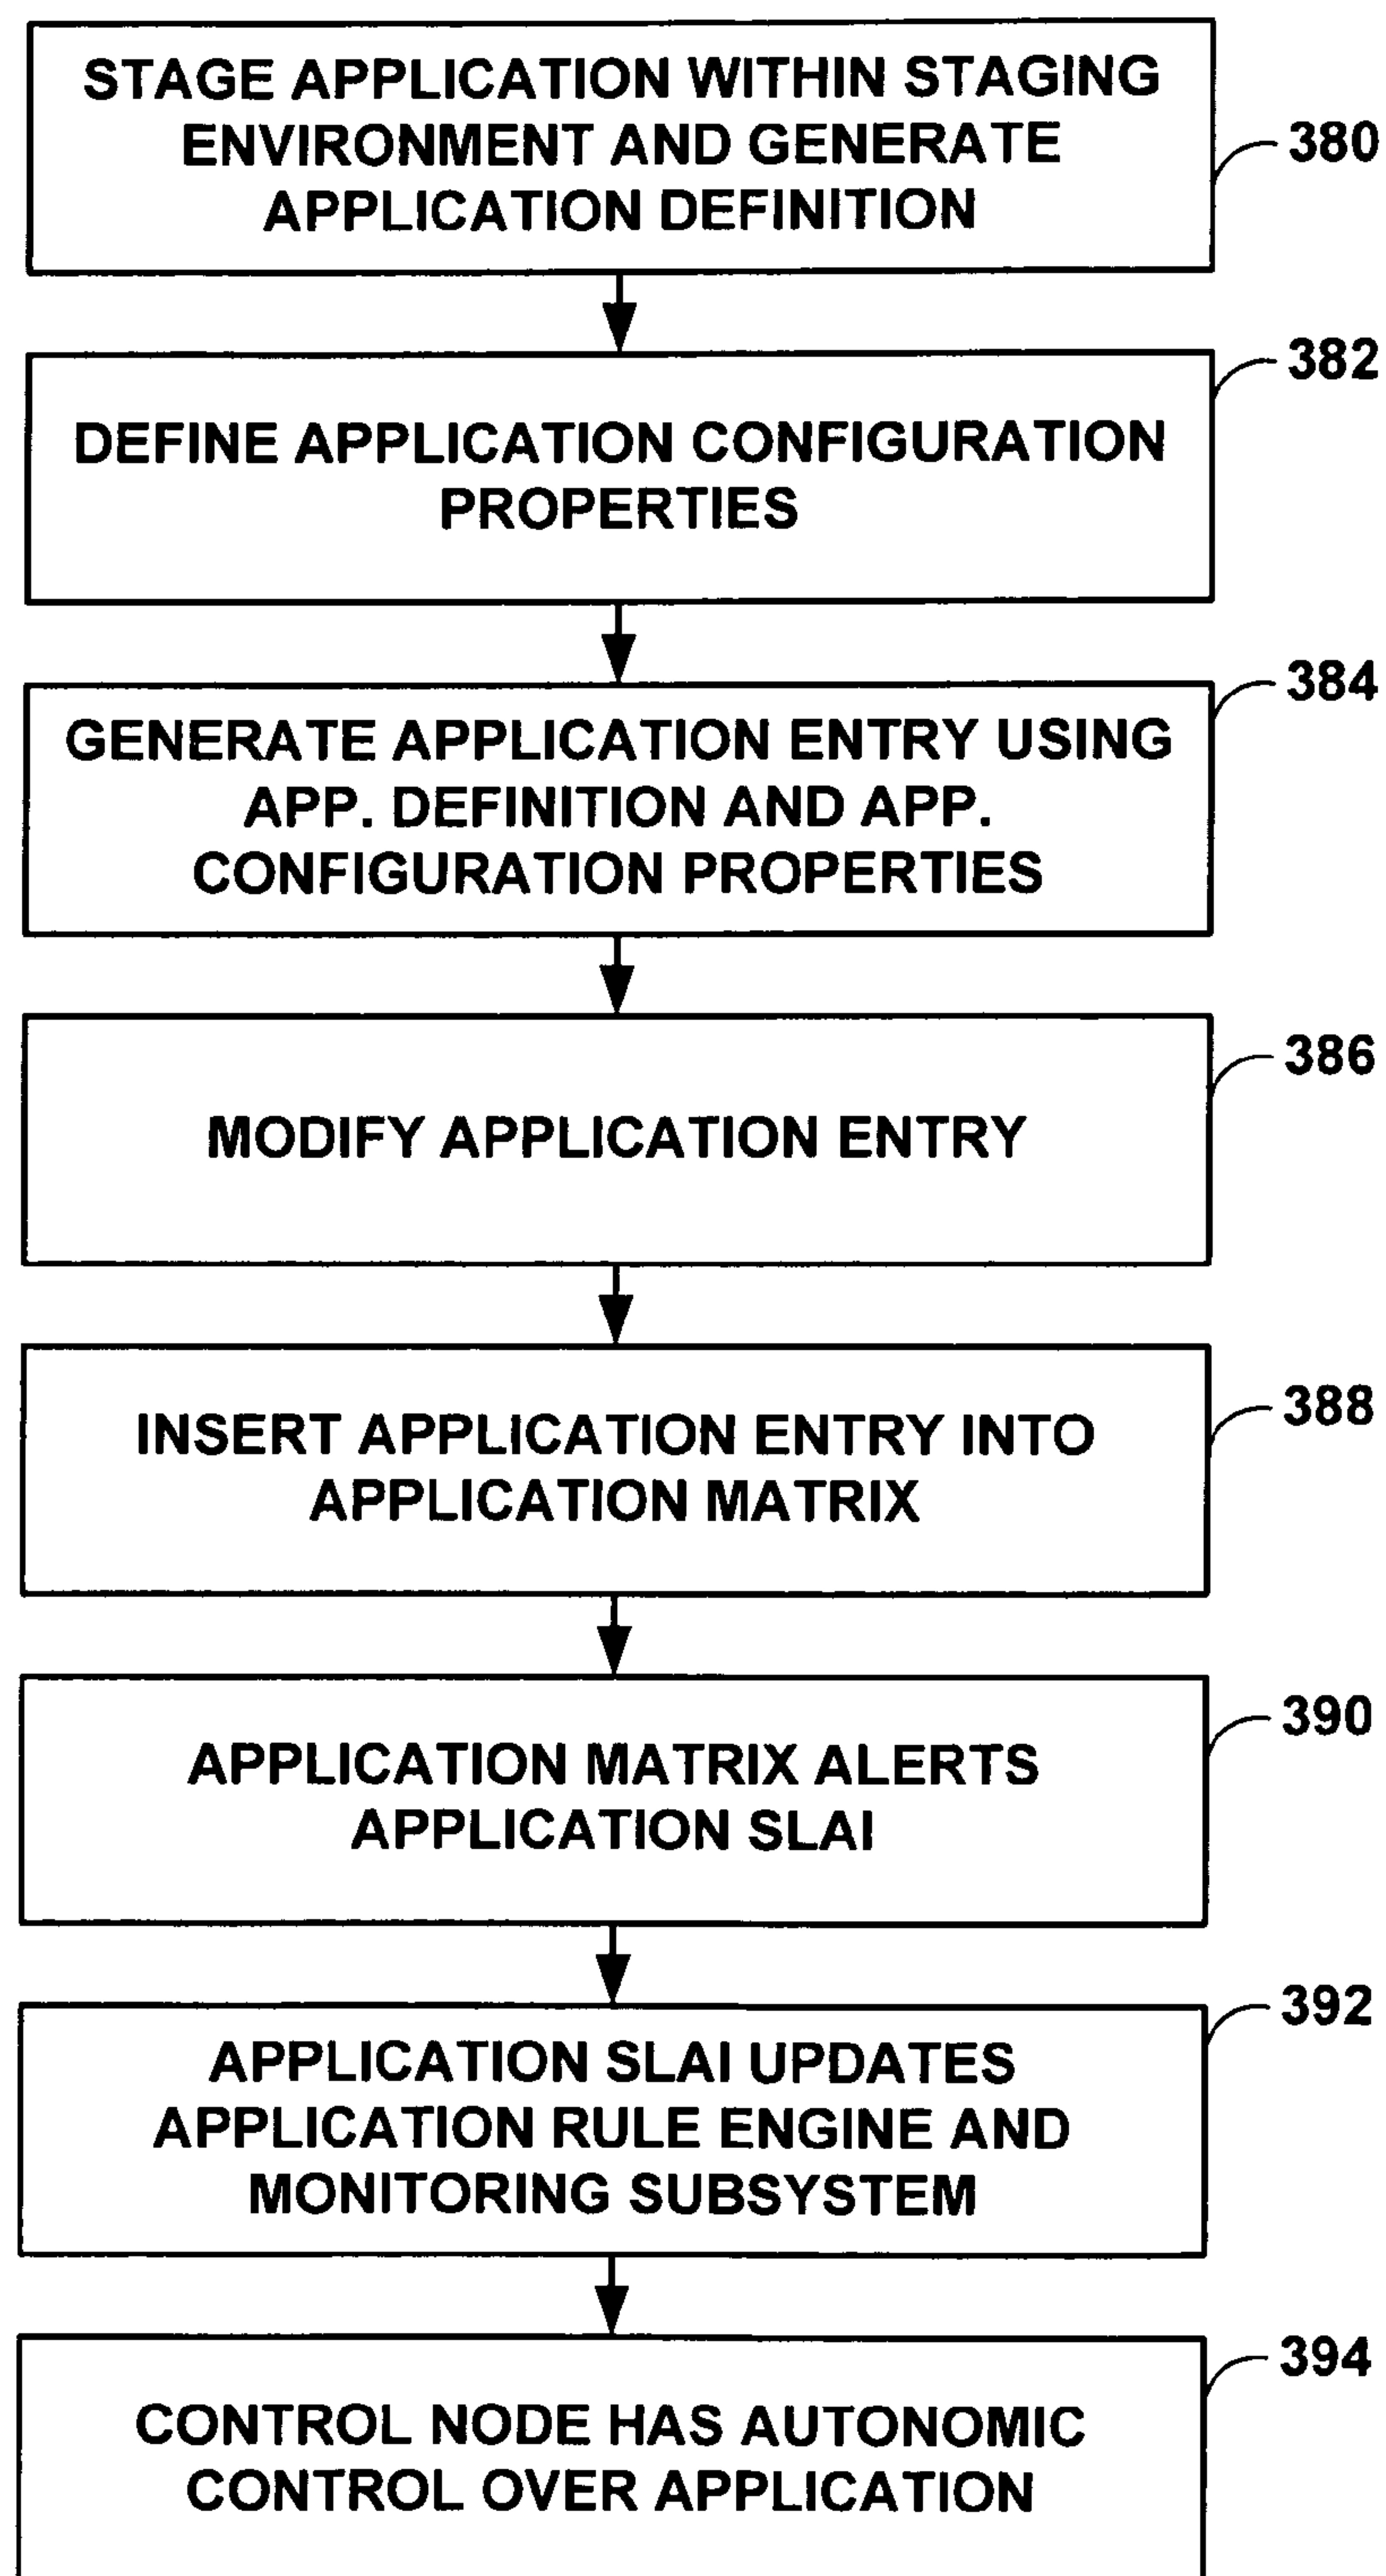 STAGE APPLICATION WITHIN STAGING
ENVIRONMENT AND GENERATE
APPLICATION DEFINITION
380
DEFINE APPLICATION CONFIGURATION
PROPERTIES
382
GENERATE APPLICATION ENTRY USING
APP. DEFINITION AND APP.
CONFIGURATION PROPERTIES
384
MODIFY APPLICATION ENTRY
386
INSERT APPLICATION ENTRY INTO
APPLICATION MATRIX
388
APPLICATION MATRIX ALERTS
APPLICATION SLAI
390
APPLICATION SLAI UPDATES
APPLICATION RULE ENGINE AND
MONITORING SUBSYSTEM
392
CONTROL NODE HAS AUTONOMIC
CONTROL OVER APPLICATION
394